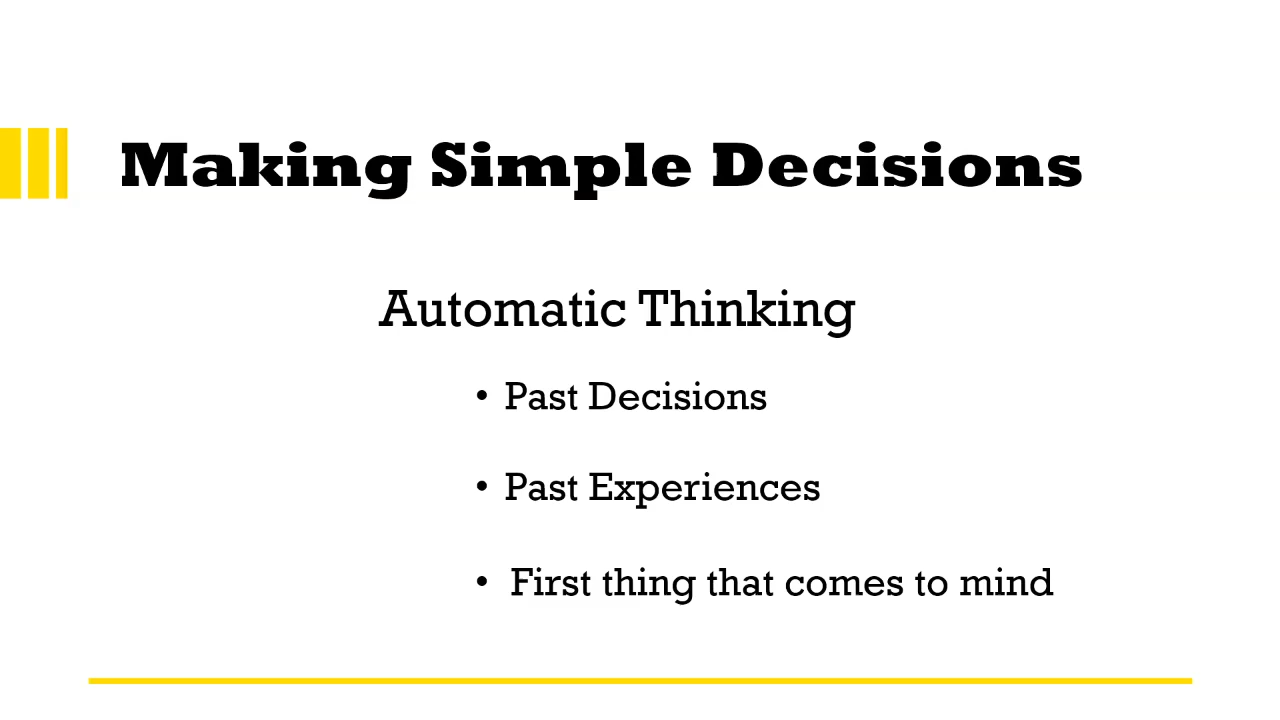 Making Simple Decisions
Automatic Thinking
• Past Decisions
• Past Experiences
• First thing that comes to mind